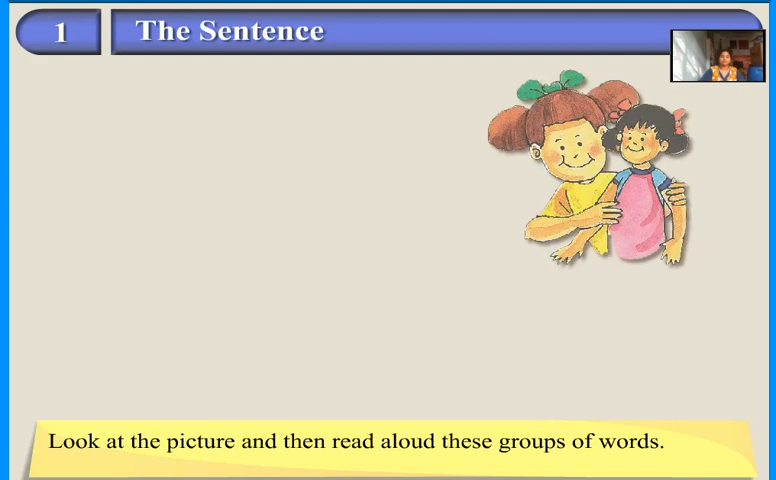 1
The Sentence
Look at the picture and then read aloud these groups of words.